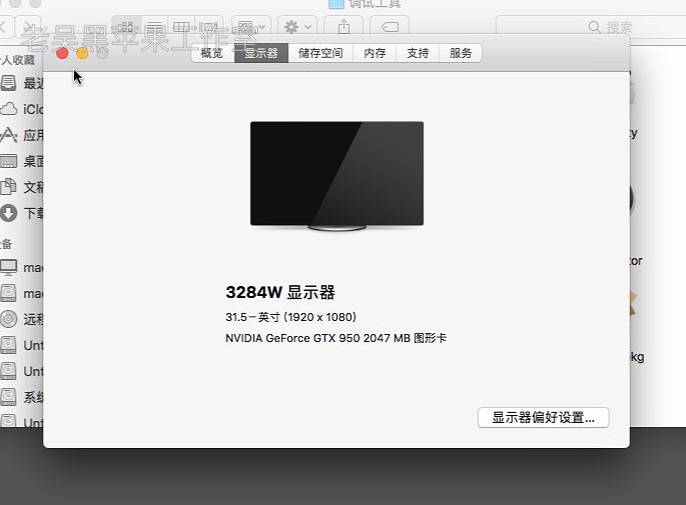 调试工具
搜索
老吴黑苹果工作室
概览 显示器 储存空间 内存 支持 服务
人收藏
最近
iClo
应用
桌面
文稿
下载
备
mac
mac
远程
Unt
Unt
系统
Unt
ty
tor
kg
3284W 显示器
31.5－英寸 (1920 x 1080)
NVIDIA GeForce GTX 950 2047 MB 图形卡
显示器偏好设置...